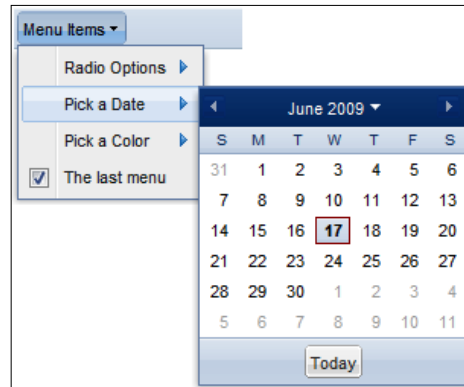 Menu Items
Radio Options
Pick a Date
Pick a Color
The last menu
June 2009
S M T W T F S
31 1 2 3 4 5 6
7 8 9 10 11 12 13
14 15 16 17 18 19 20
21 22 23 24 25 26 27
28 29 30 1 2 3 4
5 6 7 8 9 10 11
Today